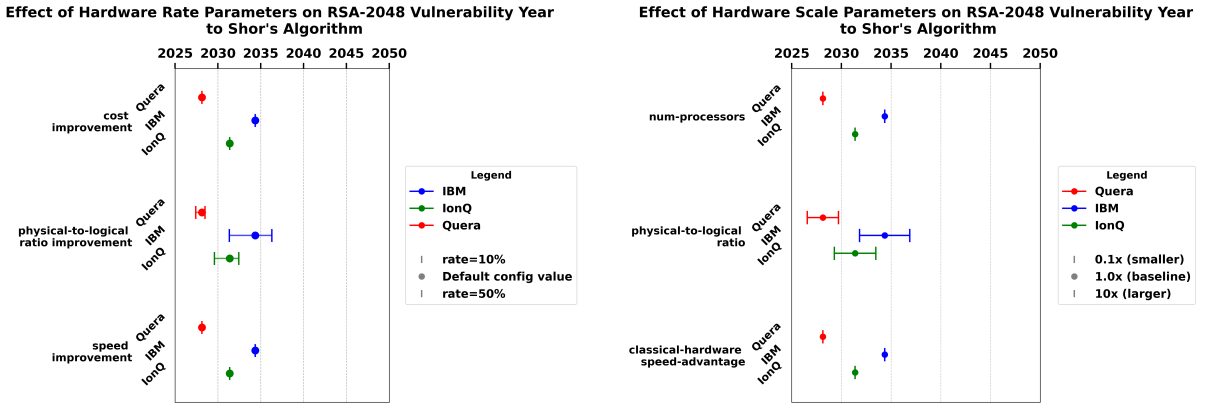 Effect of Hardware Rate Parameters on RSA-2048 Vulnerability Year
to Shor's Algorithm
2025 2030 2035 2040 2045 2050
cost
improvement
Quera
IBM
IonQ
physical-to-logical
ratio improvement
Quera
IBM
IonQ
speed
improvement
Quera
IBM
IonQ
Legend
IBM
IonQ
Quera
rate=10%
Default config value
rate=50%
Effect of Hardware Scale Parameters on RSA-2048 Vulnerability Year
to Shor's Algorithm
2025 2030 2035 2040 2045 2050
num-processors
Quera
IBM
IonQ
physical-to-logical
ratio
Quera
IBM
IonQ
classical-hardware
speed-advantage
Quera
IBM
IonQ
Legend
Quera
IBM
IonQ
0.1x (smaller)
1.0x (baseline)
10x (larger)